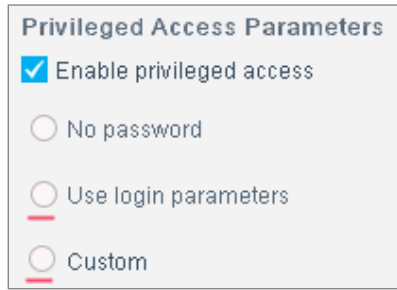 Privileged Access Parameters
Enable privileged access
No password
Use login parameters
Custom